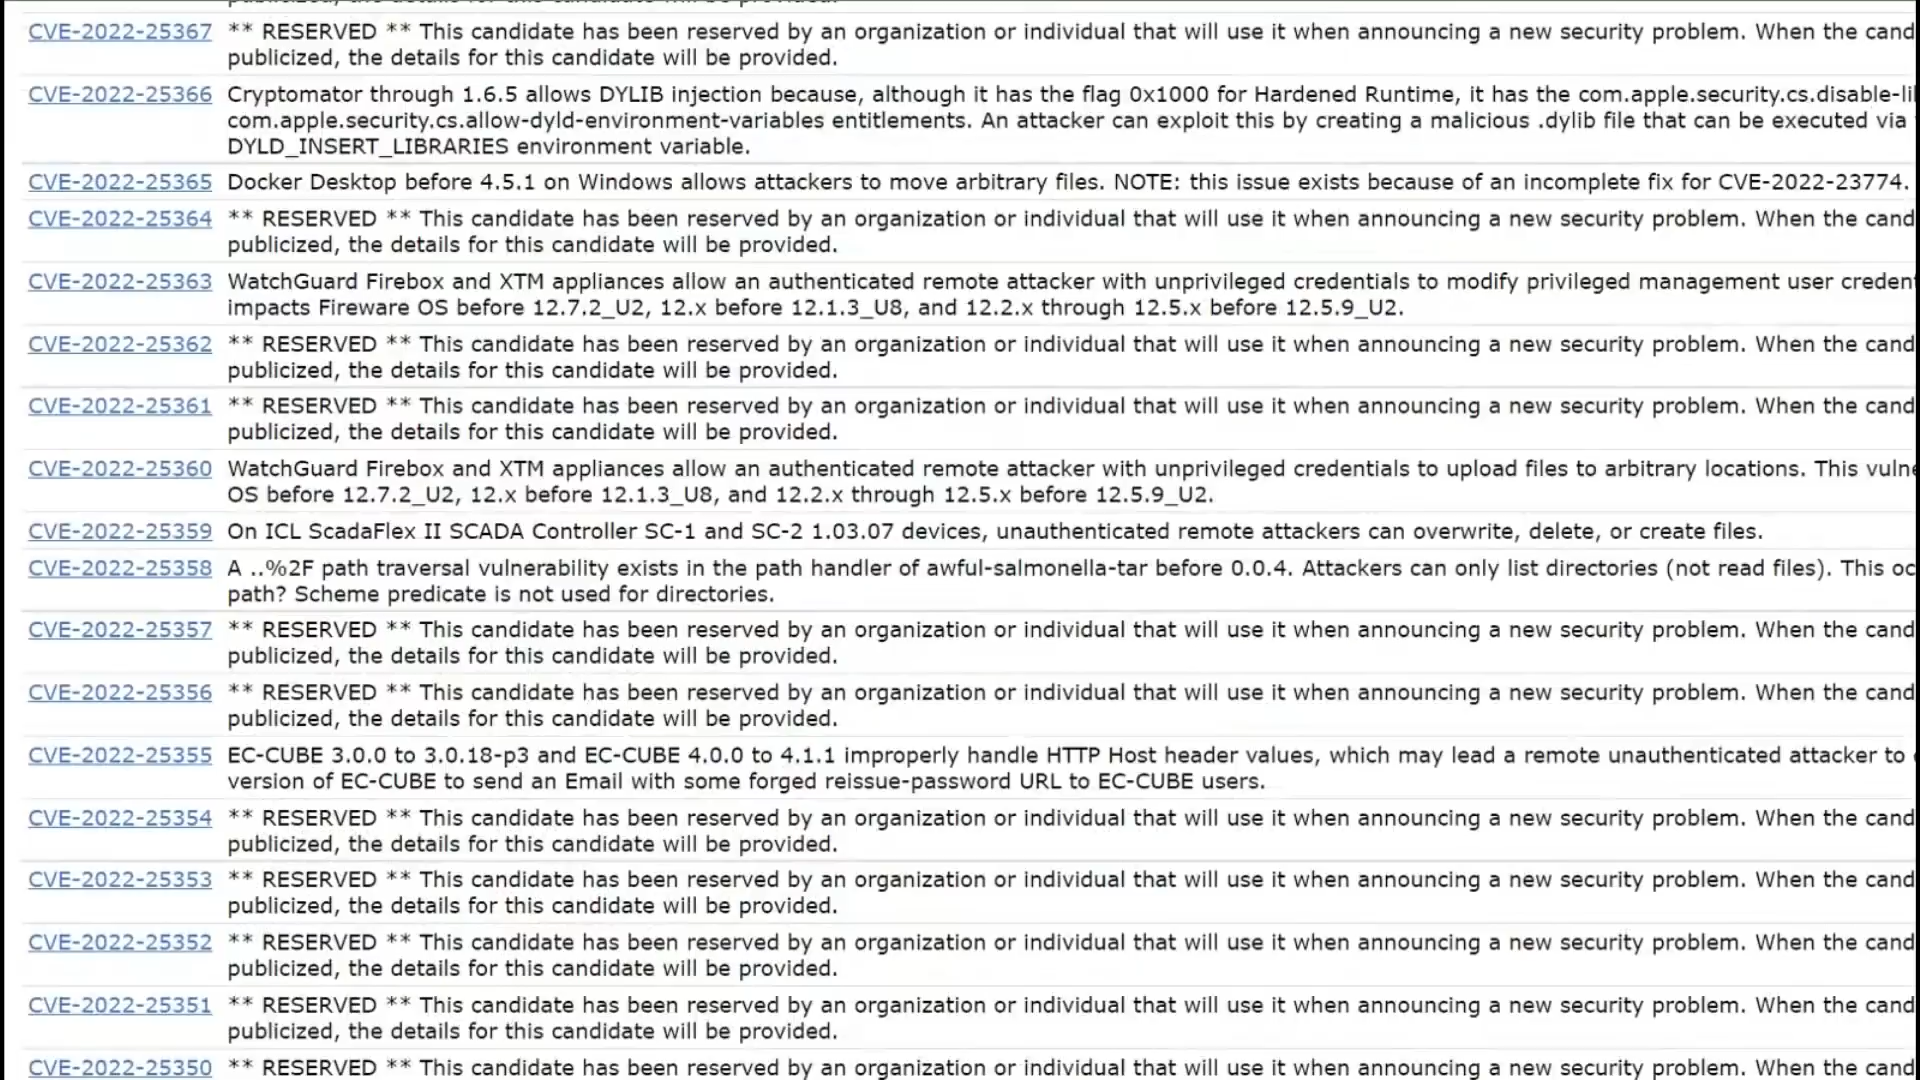 CVE-2022-25367 ** RESERVED ** This candidate has been reserved by an organization or individual that will use it when announcing a new security problem. When the cand
publicized, the details for this candidate will be provided.
CVE-2022-25366 Cryptomator through 1.6.5 allows DYLIB injection because, although it has the flag 0x1000 for Hardened Runtime, it has the com.apple.security.cs.disable-li
com.apple.security.cs.allow-dyld-environment-variables entitlements. An attacker can exploit this by creating a malicious .dylib file that can be executed via
DYLD_INSERT_LIBRARIES environment variable.
CVE-2022-25365 Docker Desktop before 4.5.1 on Windows allows attackers to move arbitrary files. NOTE: this issue exists because of an incomplete fix for CVE-2022-23774.
CVE-2022-25364 ** RESERVED ** This candidate has been reserved by an organization or individual that will use it when announcing a new security problem. When the cand
publicized, the details for this candidate will be provided.
CVE-2022-25363 WatchGuard Firebox and XTM appliances allow an authenticated remote attacker with unprivileged credentials to modify privileged management user creden
impacts Fireware OS before 12.7.2_U2, 12.x before 12.1.3_U8, and 12.2.x through 12.5.x before 12.5.9_U2.
CVE-2022-25362 ** RESERVED ** This candidate has been reserved by an organization or individual that will use it when announcing a new security problem. When the cand
publicized, the details for this candidate will be provided.
CVE-2022-25361 ** RESERVED ** This candidate has been reserved by an organization or individual that will use it when announcing a new security problem. When the cand
publicized, the details for this candidate will be provided.
CVE-2022-25360 WatchGuard Firebox and XTM appliances allow an authenticated remote attacker with unprivileged credentials to upload files to arbitrary locations. This vulne
OS before 12.7.2_U2, 12.x before 12.1.3_U8, and 12.2.x through 12.5.x before 12.5.9_U2.
CVE-2022-25359 On ICL ScadaFlex II SCADA Controller SC-1 and SC-2 1.03.07 devices, unauthenticated remote attackers can overwrite, delete, or create files.
CVE-2022-25358 A ..%2F path traversal vulnerability exists in the path handler of awful-salmonella-tar before 0.0.4. Attackers can only list directories (not read files). This oc
path? Scheme predicate is not used for directories.
CVE-2022-25357 ** RESERVED ** This candidate has been reserved by an organization or individual that will use it when announcing a new security problem. When the cand
publicized, the details for this candidate will be provided.
CVE-2022-25356 ** RESERVED ** This candidate has been reserved by an organization or individual that will use it when announcing a new security problem. When the cand
publicized, the details for this candidate will be provided.
CVE-2022-25355 EC-CUBE 3.0.0 to 3.0.18-p3 and EC-CUBE 4.0.0 to 4.1.1 improperly handle HTTP Host header values, which may lead a remote unauthenticated attacker to
version of EC-CUBE to send an Email with some forged reissue-password URL to EC-CUBE users.
CVE-2022-25354 ** RESERVED ** This candidate has been reserved by an organization or individual that will use it when announcing a new security problem. When the cand
publicized, the details for this candidate will be provided.
CVE-2022-25353 ** RESERVED ** This candidate has been reserved by an organization or individual that will use it when announcing a new security problem. When the cand
publicized, the details for this candidate will be provided.
CVE-2022-25352 ** RESERVED ** This candidate has been reserved by an organization or individual that will use it when announcing a new security problem. When the cand
publicized, the details for this candidate will be provided.
CVE-2022-25351 ** RESERVED ** This candidate has been reserved by an organization or individual that will use it when announcing a new security problem. When the cand
publicized, the details for this candidate will be provided.
CVE-2022-25350 ** RESERVED ** This candidate has been reserved by an organization or individual that will use it when announcing a new security problem. When the cand